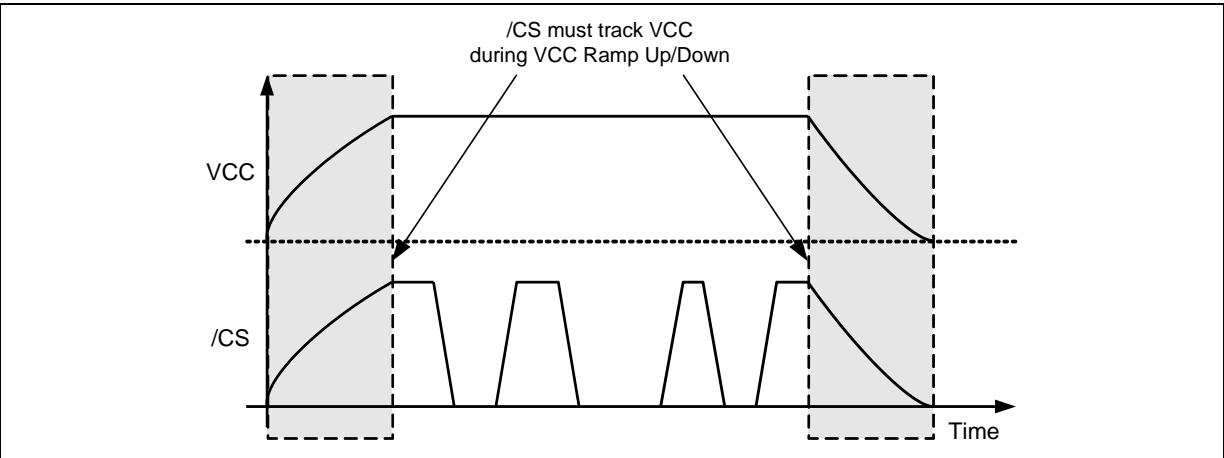 /CS must track VCC
during VCC Ramp Up/Down
VCC
/CS
Time